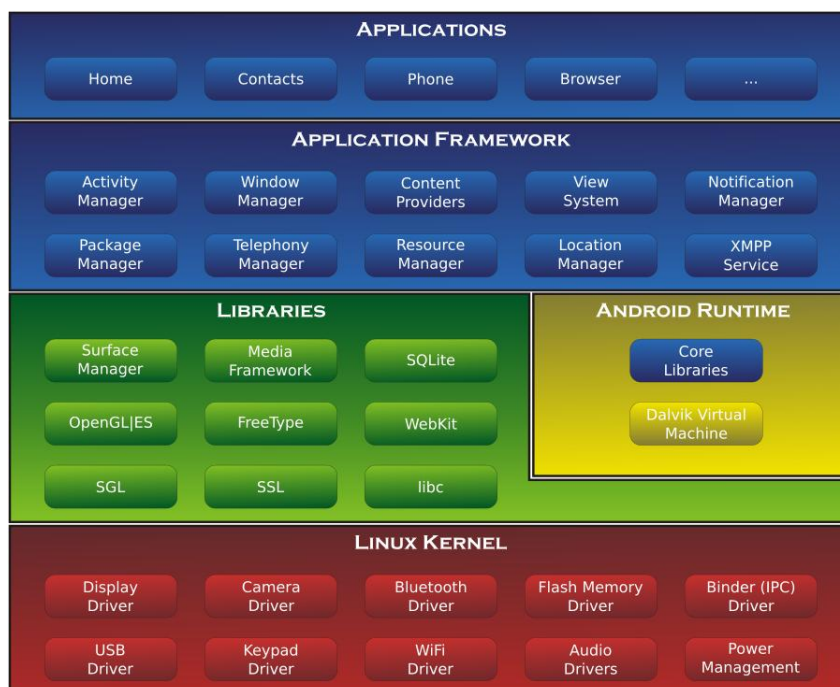 APPLICATIONS
Home Contacts Phone Browser ...
APPLICATION FRAMEWORK
Activity Manager Window Manager Content Providers View System Notification Manager
Package Manager Telephony Manager Resource Manager Location Manager XMPP Service
LIBRARIES
Surface Manager Media Framework SQLite
OpenGL|ES FreeType WebKit
SGL SSL libc
ANDROID RUNTIME
Core Libraries
Dalvik Virtual Machine
LINUX KERNEL
Display Driver Camera Driver Bluetooth Driver Flash Memory Driver Binder (IPC) Driver
USB Driver Keypad Driver WiFi Driver Audio Drivers Power Management